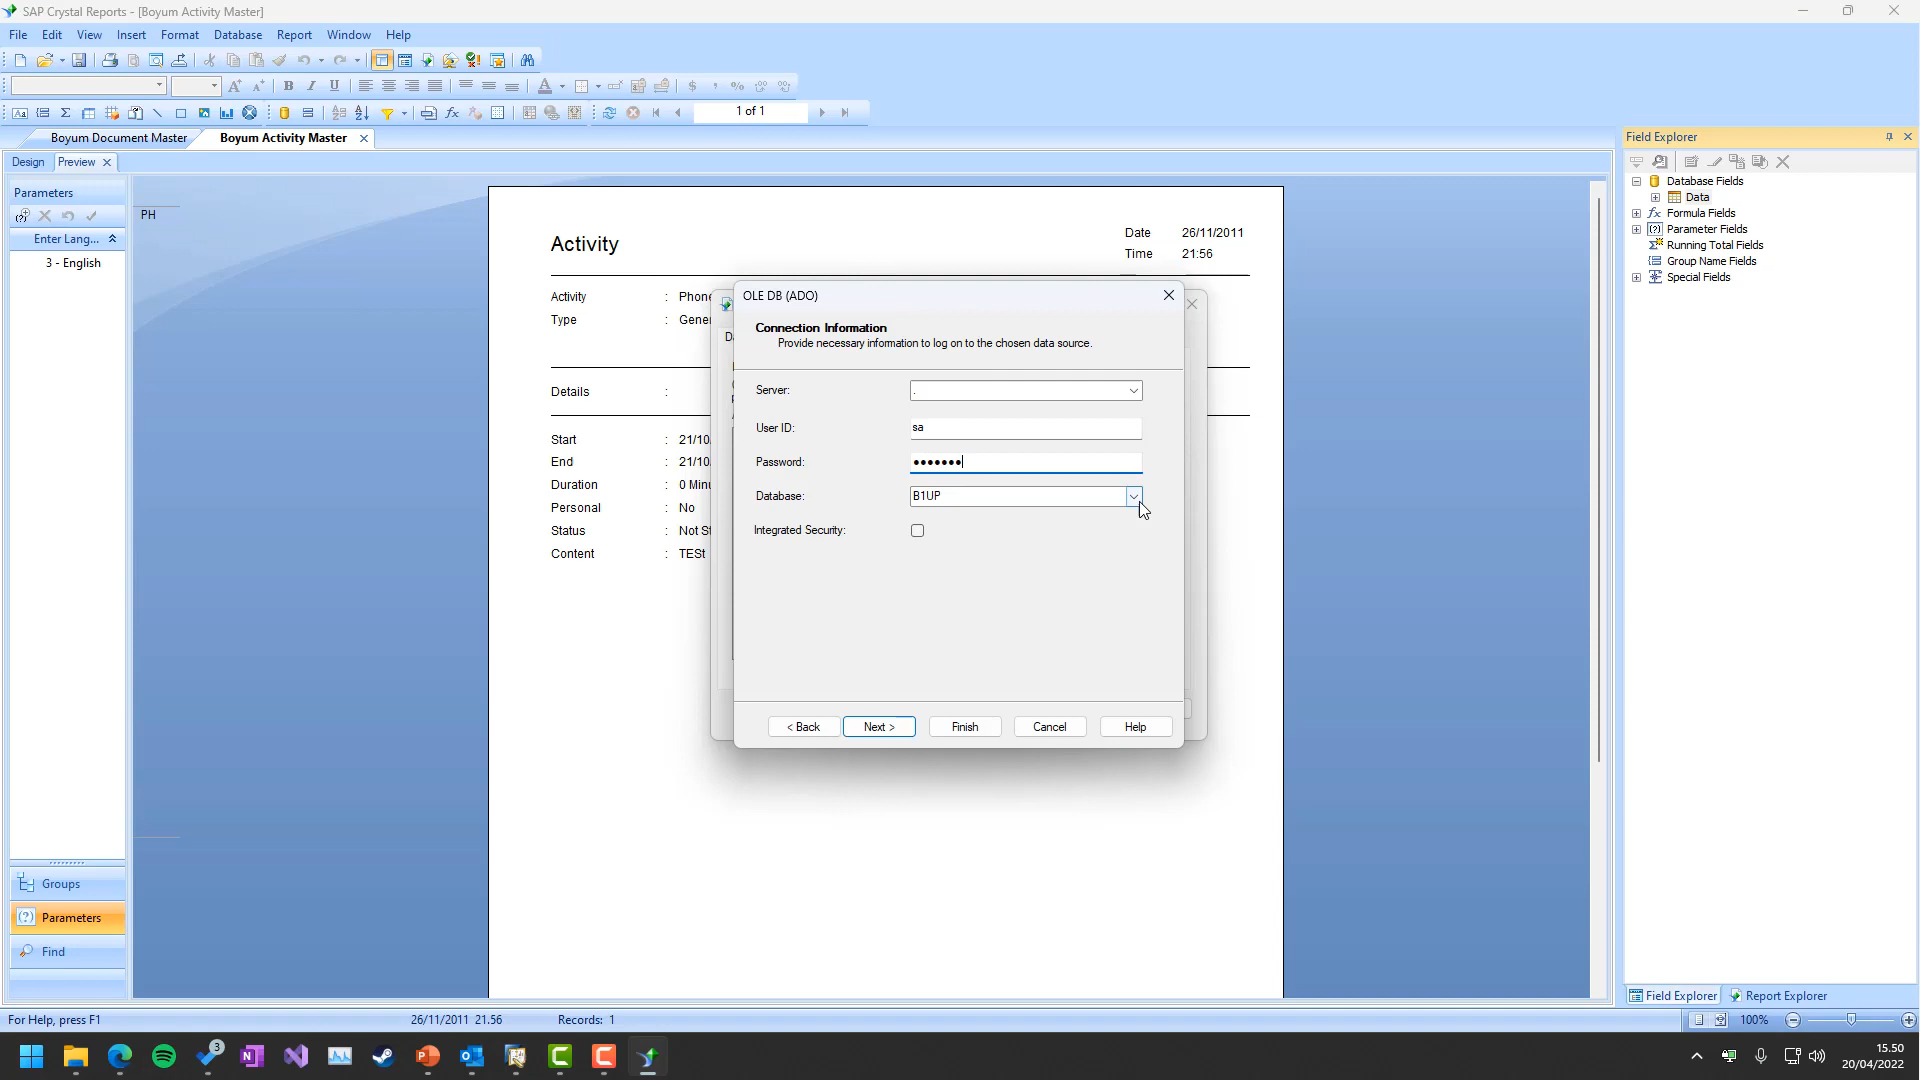 SAP Crystal Reports - [Boyum Activity Master]
File Edit View Insert Format Database Report Window Help
1 of 1
Boyum Document Master Boyum Activity Master
Design Preview
Parameters
Enter Lang...
3 - English
Groups
Parameters
Find
PH
Activity
Date 26/11/2011
Time 21:56
Activity : Phone
Type : Gener
Details :
Start : 21/10
End : 21/10
Duration : 0 Minu
Personal : No
Status : Not St
Content : TESt
OLE DB (ADO)
Connection Information
Provide necessary information to log on to the chosen data source.
Server: .
User ID: sa
Password: •••••••
Database: B1UP
Integrated Security:
< Back Next > Finish Cancel Help
Field Explorer
Database Fields
Data
Formula Fields
Parameter Fields
Running Total Fields
Group Name Fields
Special Fields
Field Explorer Report Explorer
For Help, press F1 26/11/2011 21.56 Records: 1 100%
3
15.50
20/04/2022